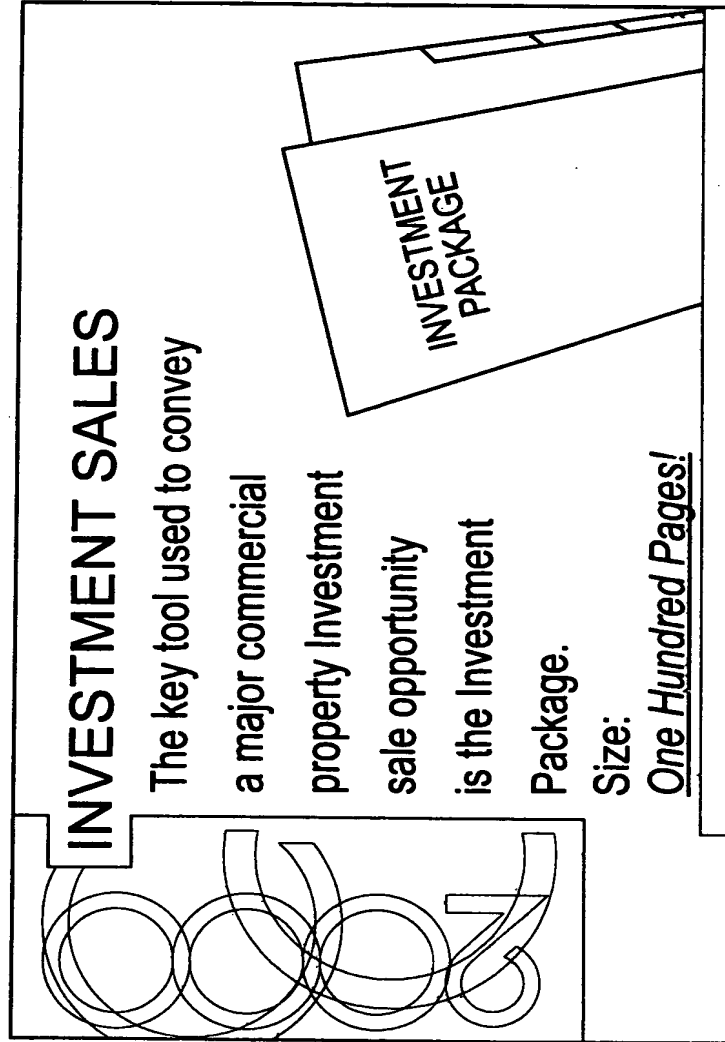 INVESTMENT SALES
The key tool used to convey
a major commercial
property Investment
sale opportunity
is the Investment
Package.
Size:
One Hundred Pages!
INVESTMENT
PACKAGE